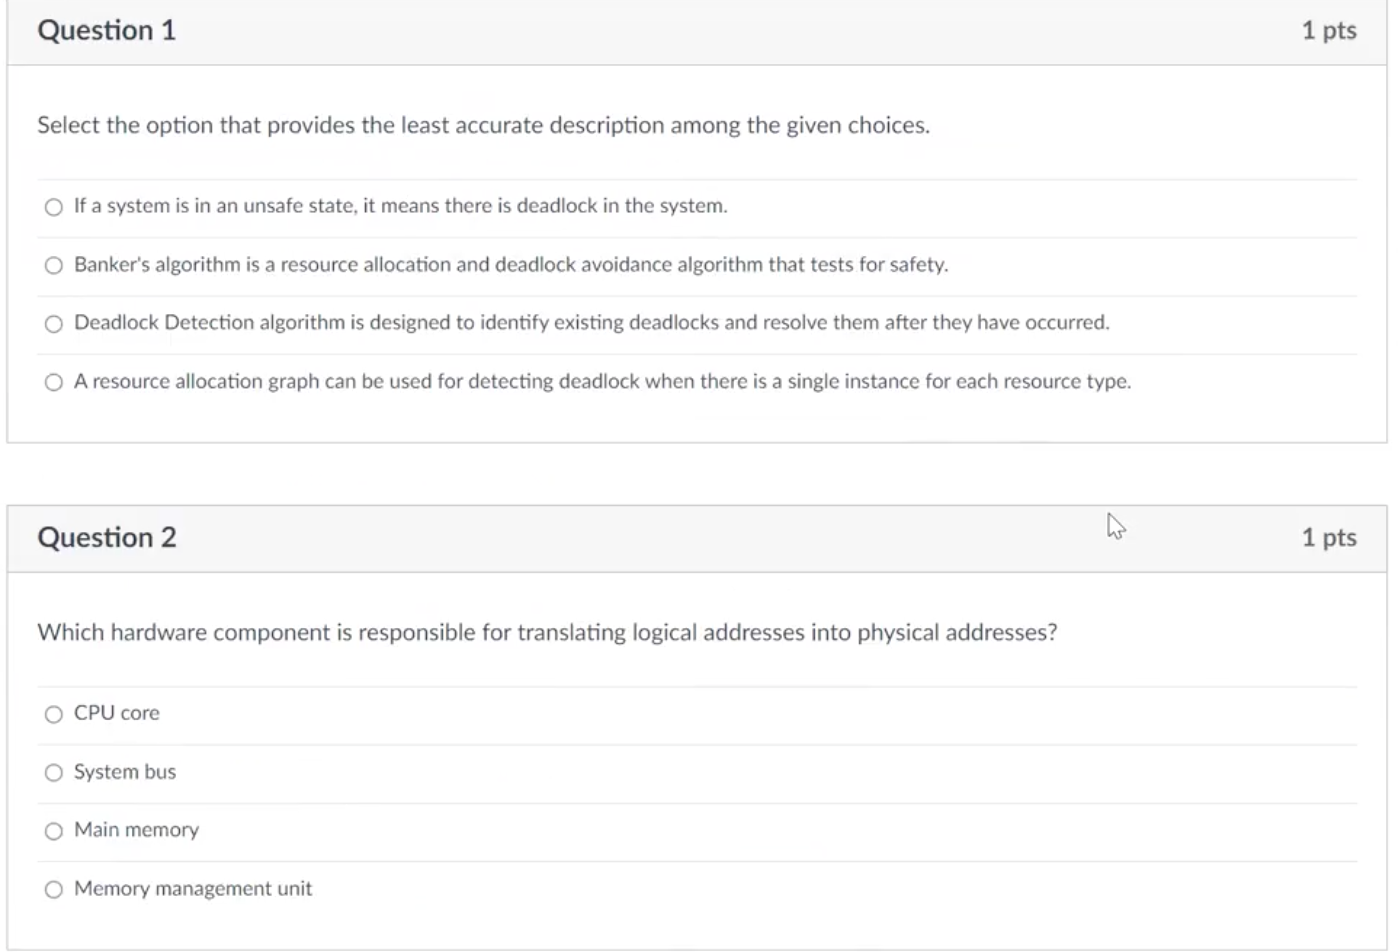 Question 1
1 pts
Select the option that provides the least accurate description among the given choices.
If a system is in an unsafe state, it means there is deadlock in the system.
Banker's algorithm is a resource allocation and deadlock avoidance algorithm that tests for safety.
Deadlock Detection algorithm is designed to identify existing deadlocks and resolve them after they have occurred.
A resource allocation graph can be used for detecting deadlock when there is a single instance for each resource type.
Question 2
1 pts
Which hardware component is responsible for translating logical addresses into physical addresses?
CPU core
System bus
Main memory
Memory management unit